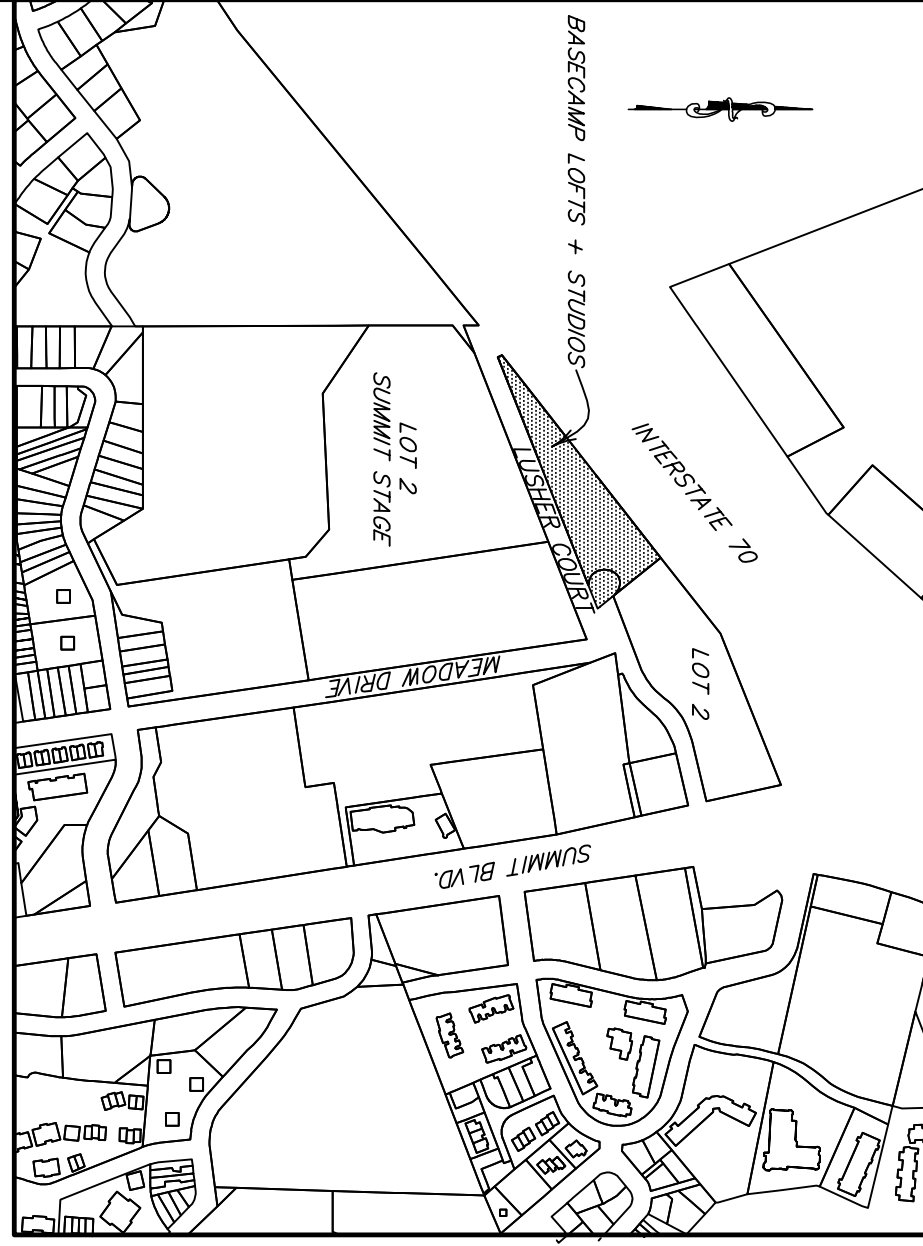 BASECAMP LOFTS + STUDIOS
INTERSTATE 70
LOT 2
SUMMIT STAGE
LUSHER COURT
LOT 2
MEADOW DRIVE
SUMMIT BLVD.